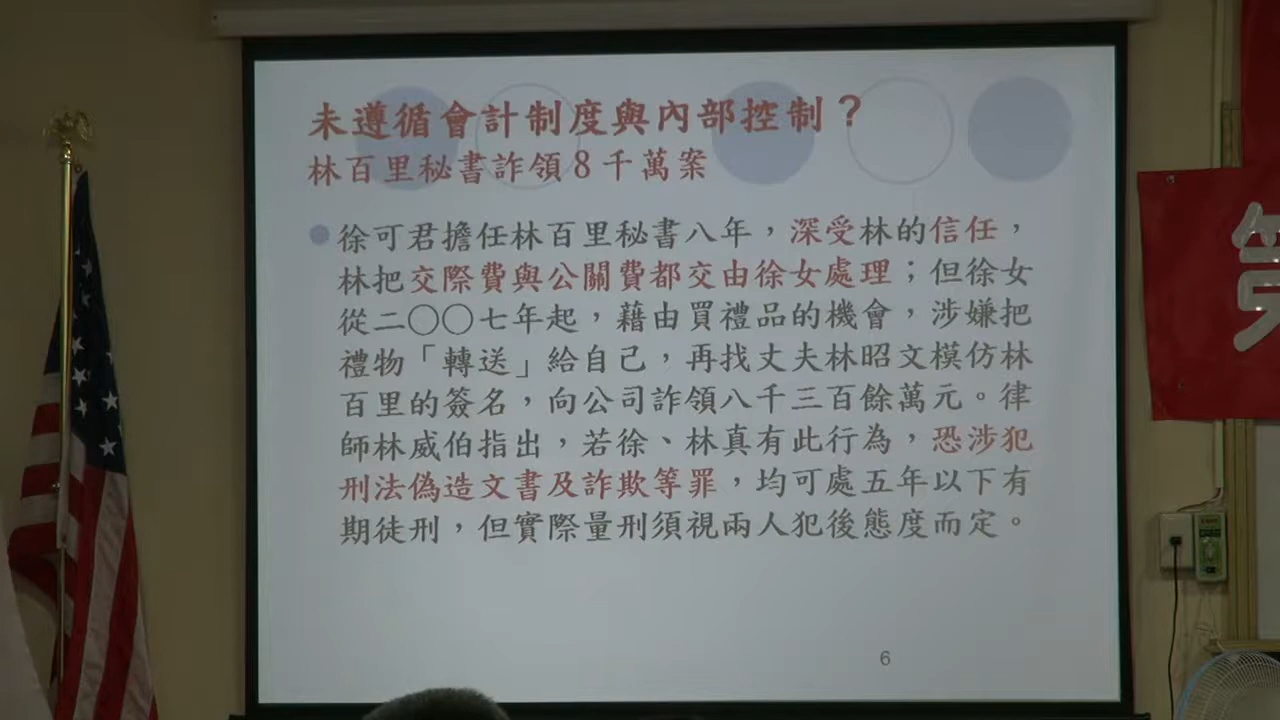 未遵循會計制度與內部控制？
林百里秘書詐領8千萬案
徐可君擔任林百里秘書八年，深受林的信任，
林把交際費與公關費都交由徐女處理；但徐女
從二〇〇七年起，藉由買禮品的機會，涉嫌把
禮物「轉送」給自己，再找丈夫林昭文模仿林
百里的簽名，向公司詐領八千三百餘萬元。律
師林威伯指出，若徐、林真有此行為，恐涉犯
刑法偽造文書及詐欺等罪，均可處五年以下有
期徒刑，但實際量刑須視兩人犯後態度而定。
6
第